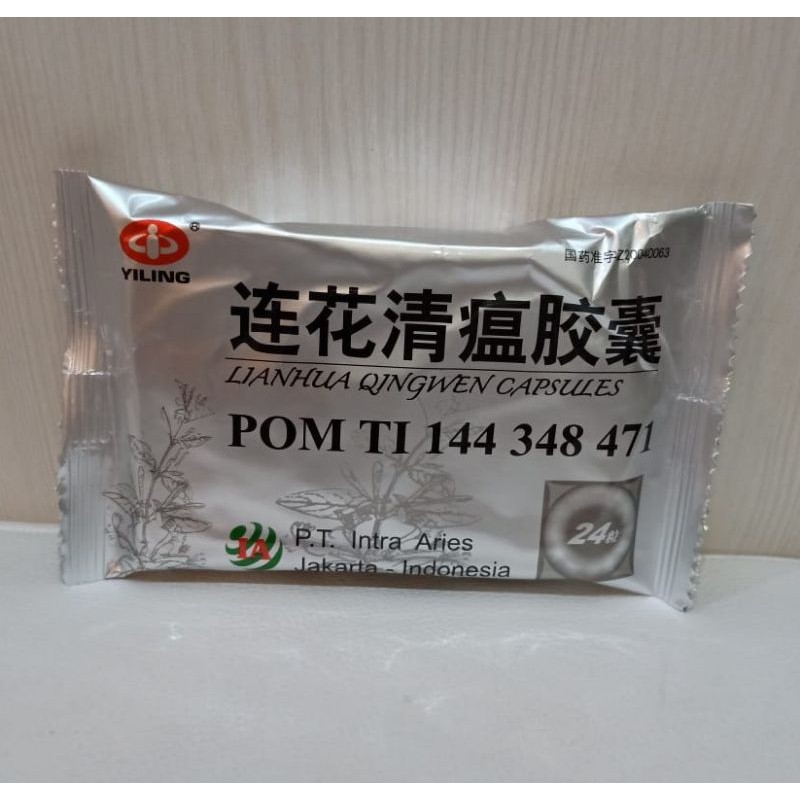 YILING
®
国药准字Z20040063
连花清瘟胶囊
LIANHUA QINGWEN CAPSULES
POM TI 144 348 471
24粒
IA
P.T. Intra Aries
Jakarta - Indonesia